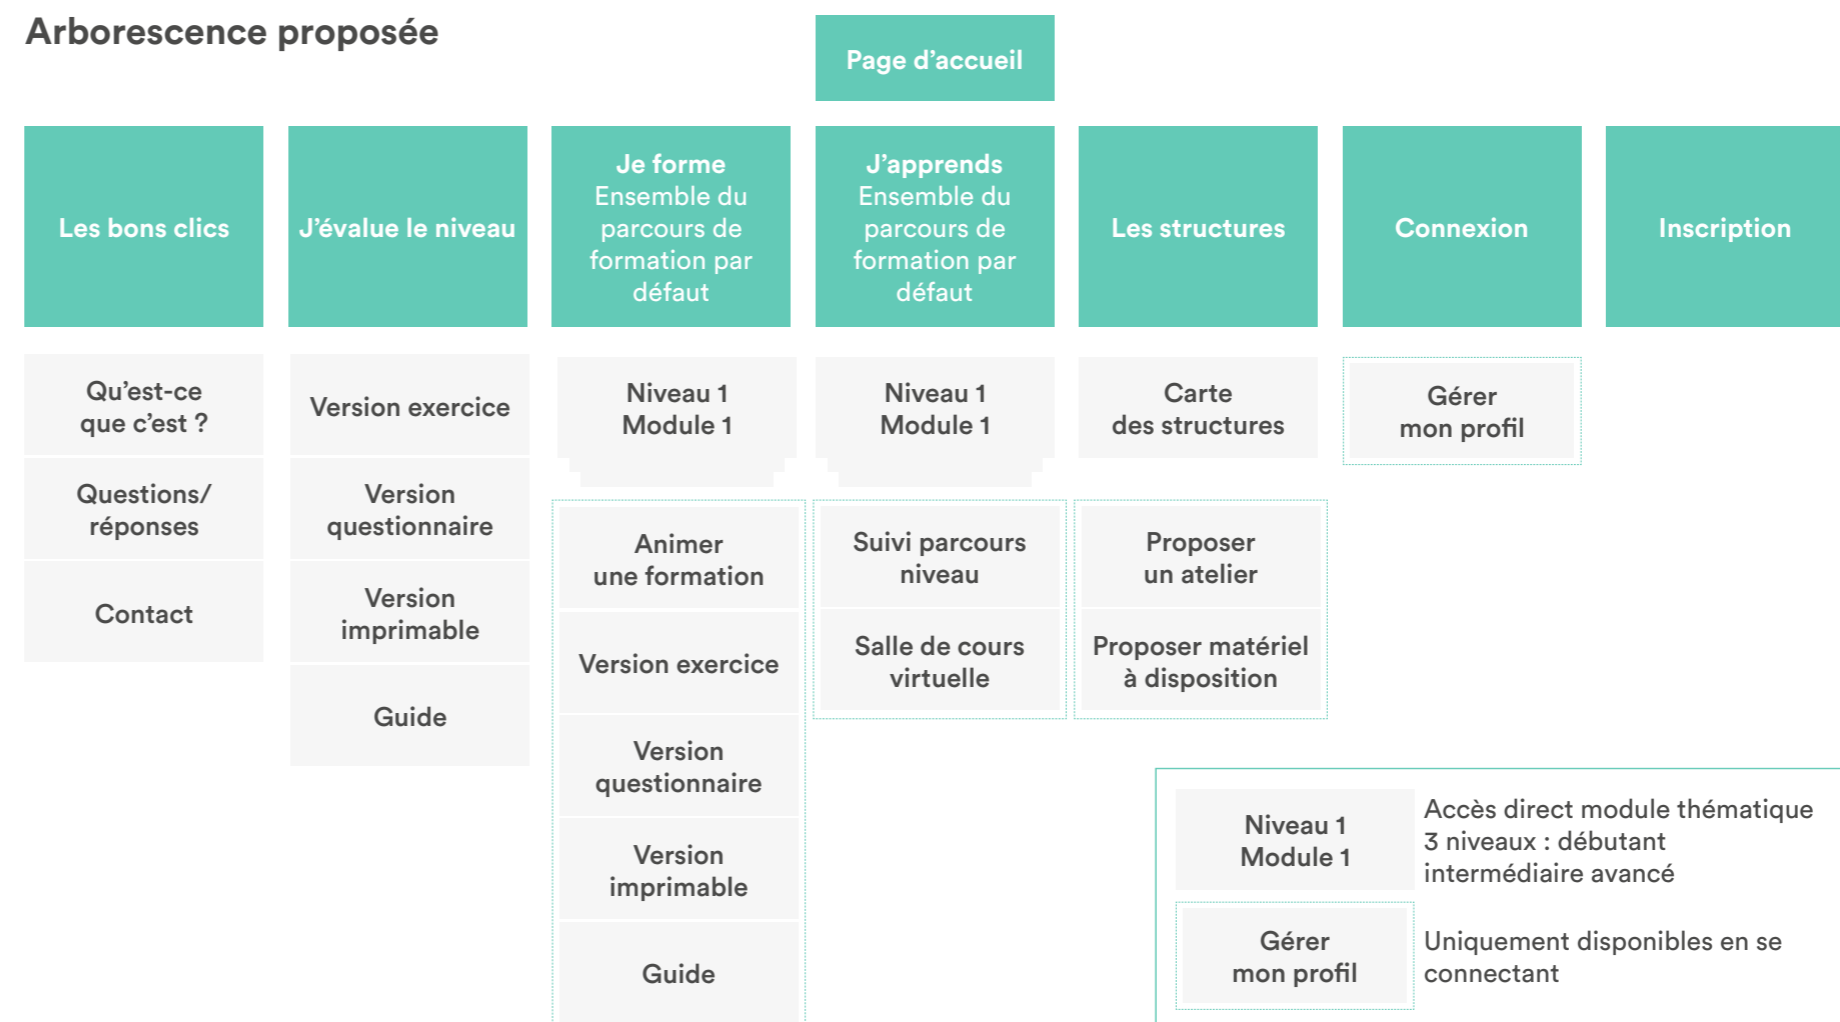 Arborescence proposée
Page d’accueil
Les bons clics
J’évalue le niveau
Je forme
Ensemble du
parcours de
formation par
défaut
J’apprends
Ensemble du
parcours de
formation par
défaut
Les structures
Connexion
Inscription
Qu’est-ce
que c’est ?
Questions/
réponses
Contact
Version exercice
Version
questionnaire
Version
imprimable
Guide
Niveau 1
Module 1
Animer
une formation
Version exercice
Version
questionnaire
Version
imprimable
Guide
Niveau 1
Module 1
Suivi parcours
niveau
Salle de cours
virtuelle
Carte
des structures
Proposer
un atelier
Proposer matériel
à disposition
Gérer
mon profil
Niveau 1
Module 1
Accès direct module thématique
3 niveaux : débutant
intermédiaire avancé
Gérer
mon profil
Uniquement disponibles en se
connectant